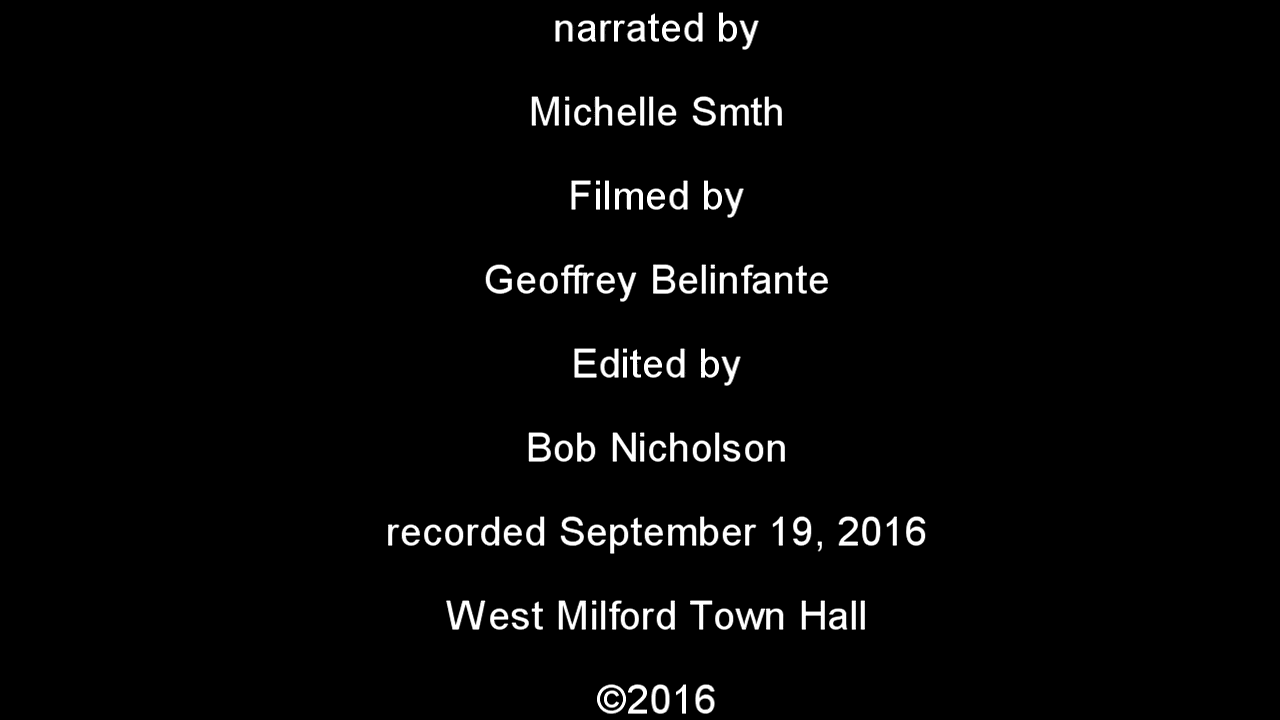 narrated by
Michelle Smth
Filmed by
Geoffrey Belinfante
Edited by
Bob Nicholson
recorded September 19, 2016
West Milford Town Hall
©2016